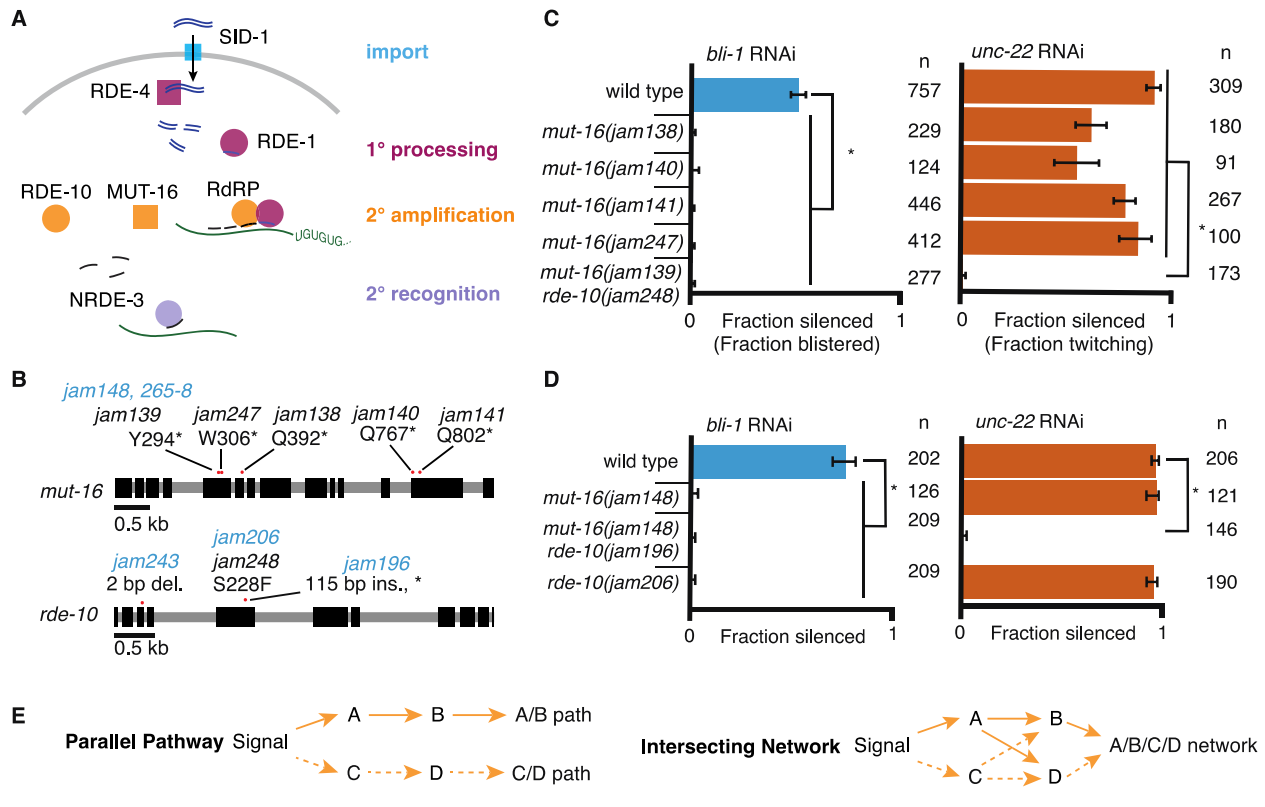 A
SID-1
import
RDE-4
RDE-1
1° processing
RDE-10 MUT-16 RdRP
2° amplification
UGUGUG...
NRDE-3
2° recognition
B
jam148, 265-8
jam139 jam247 jam138 jam140 jam141
Y294* W306* Q392* Q767* Q802*
mut-16
0.5 kb
jam206
jam243 jam248 jam196
2 bp del. S228F 115 bp ins., *
rde-10
0.5 kb
C
bli-1 RNAi n unc-22 RNAi n
wild type 757 309
mut-16(jam138) 229 180
mut-16(jam140) * 124 91
mut-16(jam141) 446 267
mut-16(jam247) 412 * 100
mut-16(jam139) 277 173
rde-10(jam248)
0 Fraction silenced 1 0 Fraction silenced 1
(Fraction blistered) (Fraction twitching)
D
bli-1 RNAi n unc-22 RNAi n
wild type 202 206
mut-16(jam148) * 126 * 121
mut-16(jam148) 209 146
rde-10(jam196)
rde-10(jam206) 209 190
0 Fraction silenced 1 0 Fraction silenced 1
E
A B A/B path
Parallel Pathway Signal
C D C/D path
A B
Intersecting Network Signal A/B/C/D network
C D